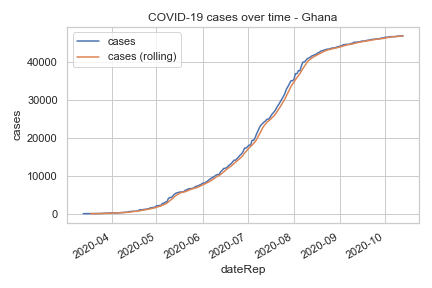 COVID-19 cases over time - Ghana
cases
cases (rolling)
40000
30000
20000
10000
0
cases
2020-04
2020-05
2020-06
2020-07
2020-08
2020-09
2020-10
dateRep